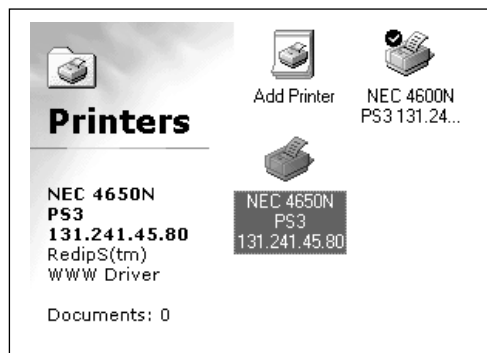 Printers
NEC 4650N
PS3
131.241.45.80
RedipS(tm)
WWW Driver
Documents: 0
Add Printer
NEC 4600N
PS3 131.24...
NEC 4650N
PS3
131.241.45.80